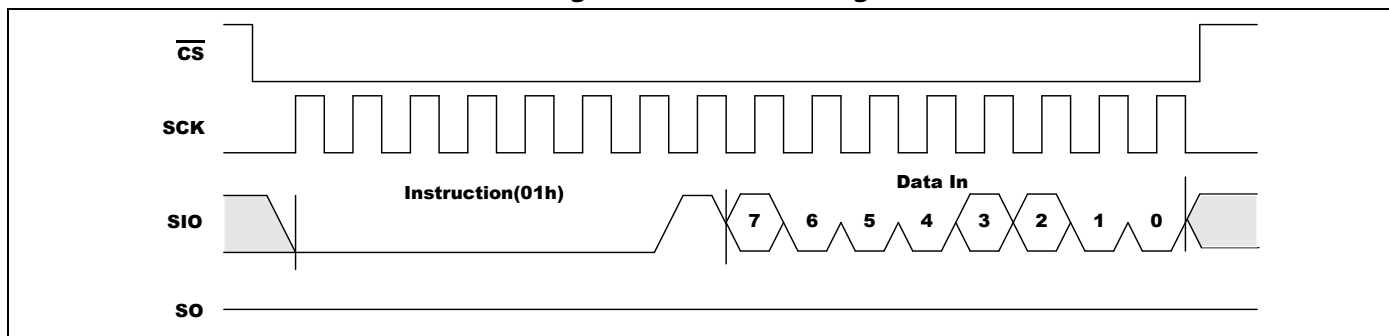 CS
SCK
Instruction(01h)
Data In
SIO
7 6 5 4 3 2 1 0
SO